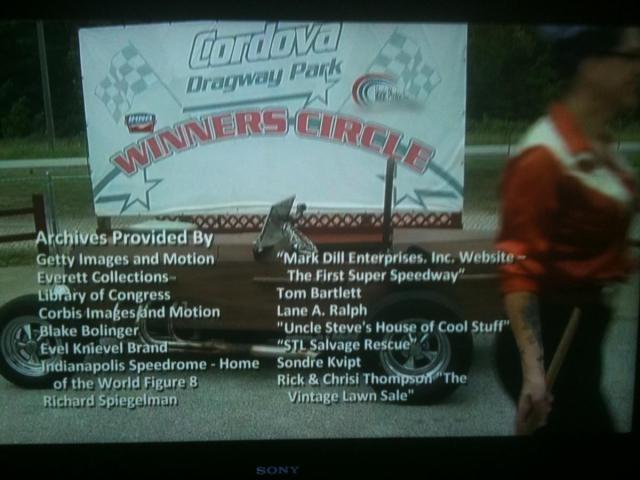 Cordova
Dragway Park
IHRA
WINNERS CIRCLE
Archives Provided By
Getty Images and Motion
Everett Collections
Library of Congress
Corbis Images and Motion
Blake Bolinger
Evel Knievel Brand
Indianapolis Speedrome - Home
of the World Figure 8
Richard Spiegelman
"Mark Dill Enterprises, Inc. Website –
The First Super Speedway"
Tom Bartlett
Lane A. Ralph
"Uncle Steve's House of Cool Stuff"
"STL Salvage Rescue"
Sondre Kvipt
Rick & Chrisi Thompson "The
Vintage Lawn Sale"
SONY